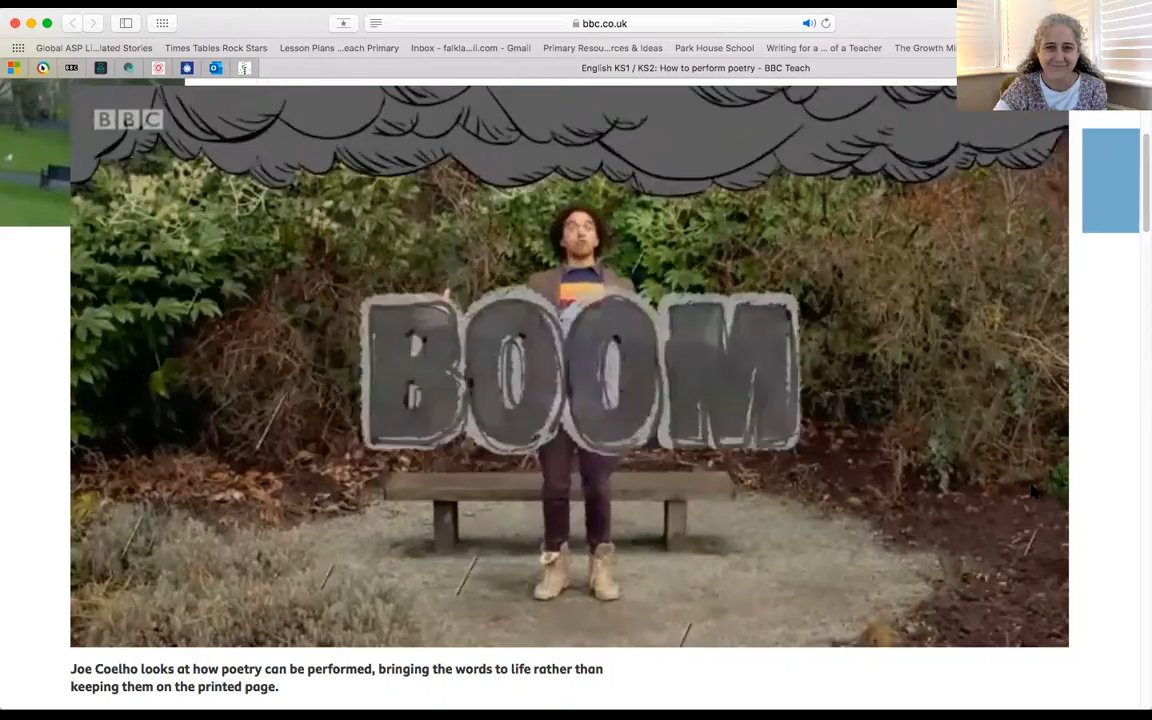 bbc.co.uk
Global ASP Li...lated Stories Times Tables Rock Stars Lesson Plans ...each Primary Inbox - falkla...il.com - Gmail Primary Resou...rces & Ideas Park House School Writing for a ... of a Teacher The Growth Mi
English KS1 / KS2: How to perform poetry - BBC Teach
BBC
BOOM
Joe Coelho looks at how poetry can be performed, bringing the words to life rather than
keeping them on the printed page.